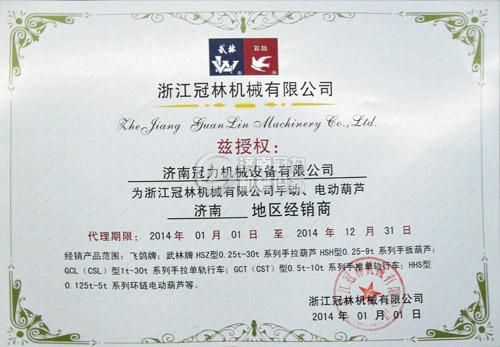 武林
浙江冠林机械有限公司
ZheJiang GuanLin Machinery Co.,Ltd.
兹授权:
济南冠力机械设备有限公司
为浙江冠林机械有限公司手动、电动葫芦
济南 地区经销商
代理期限: 2014 年 01 月 01 日 至 2014 年 12 月 31 日
经销产品范围: 飞鸽牌、武林牌 HSZ型0.25t-30t 系列手拉葫芦 HSH型0.25-9t 系列手扳葫芦;
GCL (CSL) 型1t-30t 系列手拉单轨行车; GCT (CST) 型0.5t-10t 系列手推单轨行车; HHS型
0.125t-5t 系列环链电动葫芦等。
浙江冠林机械有限公司
2014 年 01 月 01 日